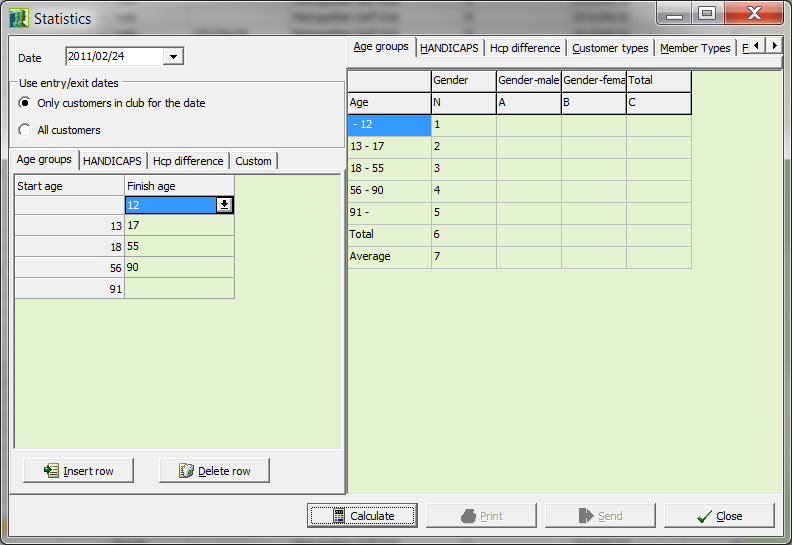 Statistics
Date 2011/02/24
Use entry/exit dates
Only customers in club for the date
All customers
Age groups HANDICAPS Hcp difference Custom
Start age Finish age
12
13 17
18 55
56 90
91
Insert row Delete row
Age groups HANDICAPS Hcp difference Customer types Member Types F
Gender Gender-male Gender-fema Total
Age N A B C
- 12 1
13 - 17 2
18 - 55 3
56 - 90 4
91 - 5
Total 6
Average 7
Calculate Print Send Close